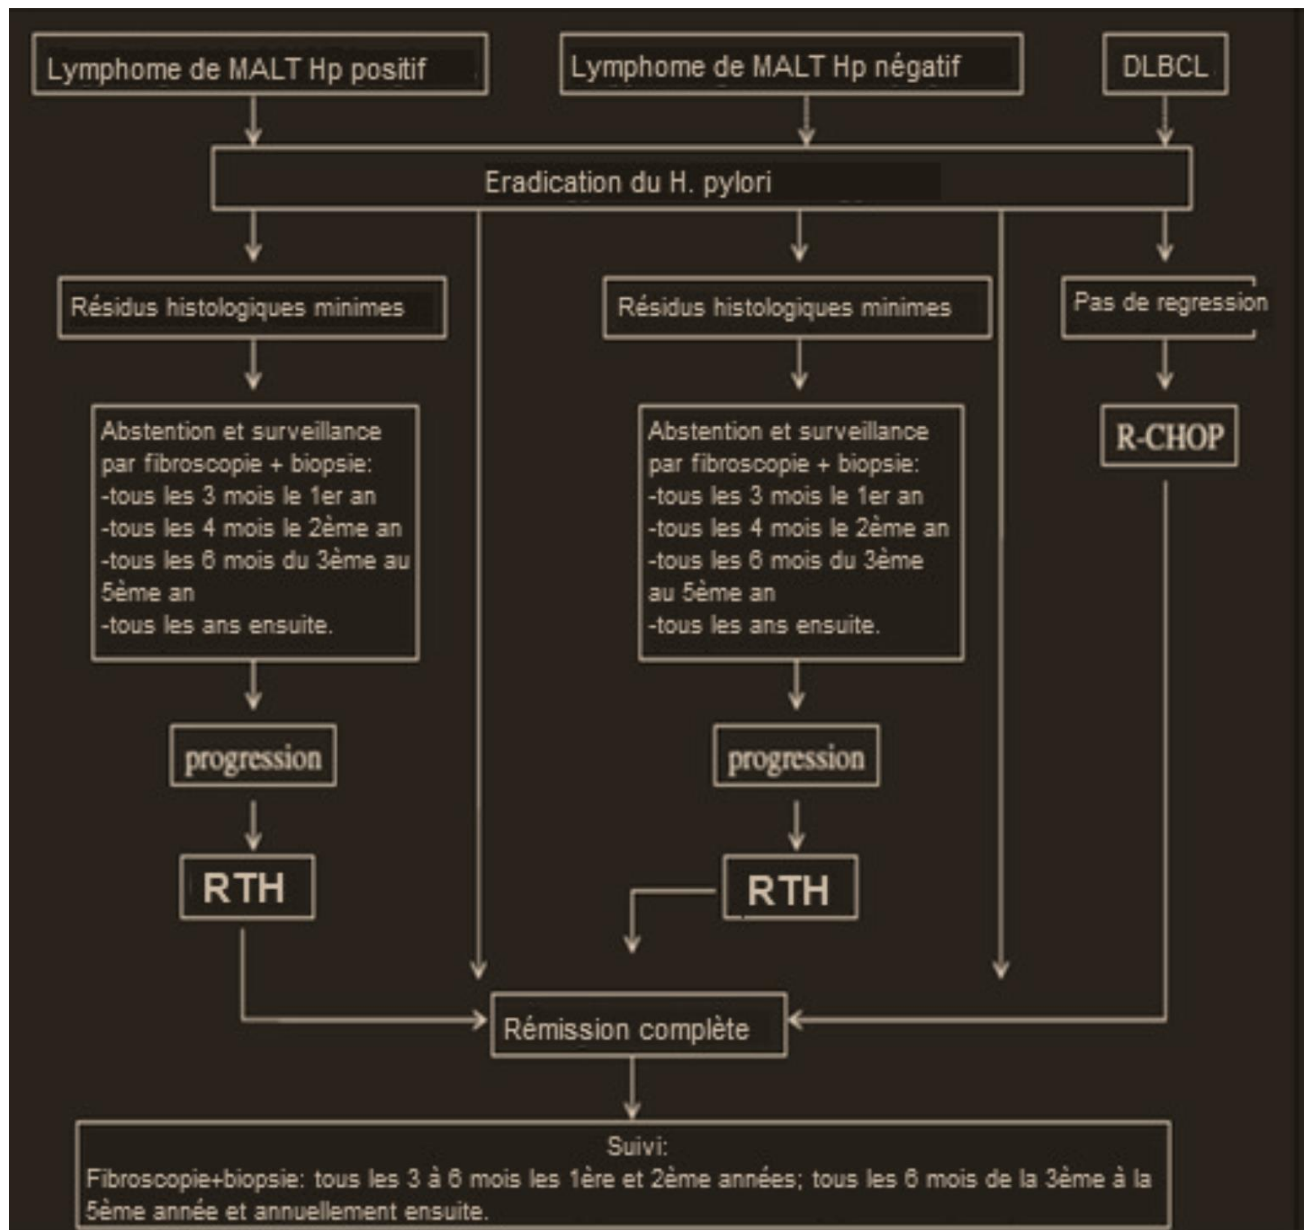 Lymphome de MALT Hp positif
Lymphome de MALT Hp négatif
DLBCL
Eradication du H. pylori
Résidus histologiques minimes
Résidus histologiques minimes
Pas de regression
Abstention et surveillance
par fibroscopie + biopsie:
-tous les 3 mois le 1er an
-tous les 4 mois le 2ème an
-tous les 6 mois du 3ème au
5ème an
-tous les ans ensuite.
Abstention et surveillance
par fibroscopie + biopsie:
-tous les 3 mois le 1er an
-tous les 4 mois le 2ème an
-tous les 6 mois du 3ème
au 5ème an
-tous les ans ensuite.
R-CHOP
progression
progression
RTH
RTH
Rémission complète
Suivi:
Fibroscopie+biopsie: tous les 3 à 6 mois les 1ère et 2ème années; tous les 6 mois de la 3ème à la
5ème année et annuellement ensuite.